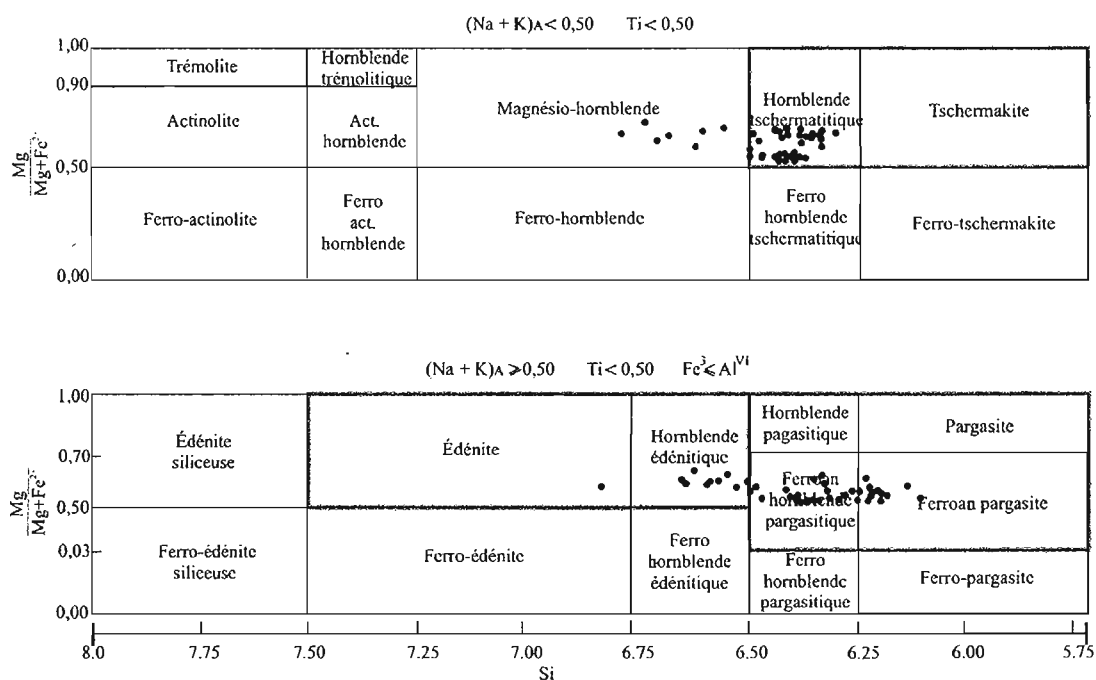 (Na + K)A < 0,50 Ti < 0,50
1,00
0,90
0,50
0,00
Mg
Mg+Fe2+
Trémolite
Hornblende
trémolitique
Actinolite
Act.
hornblende
Magnésio-hornblende
Hornblende
tschermatitique
Tschermakite
Ferro-actinolite
Ferro
act.
hornblende
Ferro-hornblende
Ferro
hornblende
tschermatitique
Ferro-tschermakite
(Na + K)A ⩾ 0,50 Ti < 0,50 Fe3 ⩽ AlVI
1.00
0,70
0.50
0,03
0,00
Mg
Mg+Fe2+
Édénite
siliceuse
Édénite
Hornblende
édénitique
Hornblende
pagasitique
Pargasite
Ferroan
hornblende
pargasitique
Ferroan pargasite
Ferro-édénite
siliceuse
Ferro-édénite
Ferro
hornblende
édénitique
Ferro
hornblende
pargasitique
Ferro-pargasite
8.0 7.75 7.50 7.25 7.00 6.75 6.50 6.25 6.00 5.75
Si